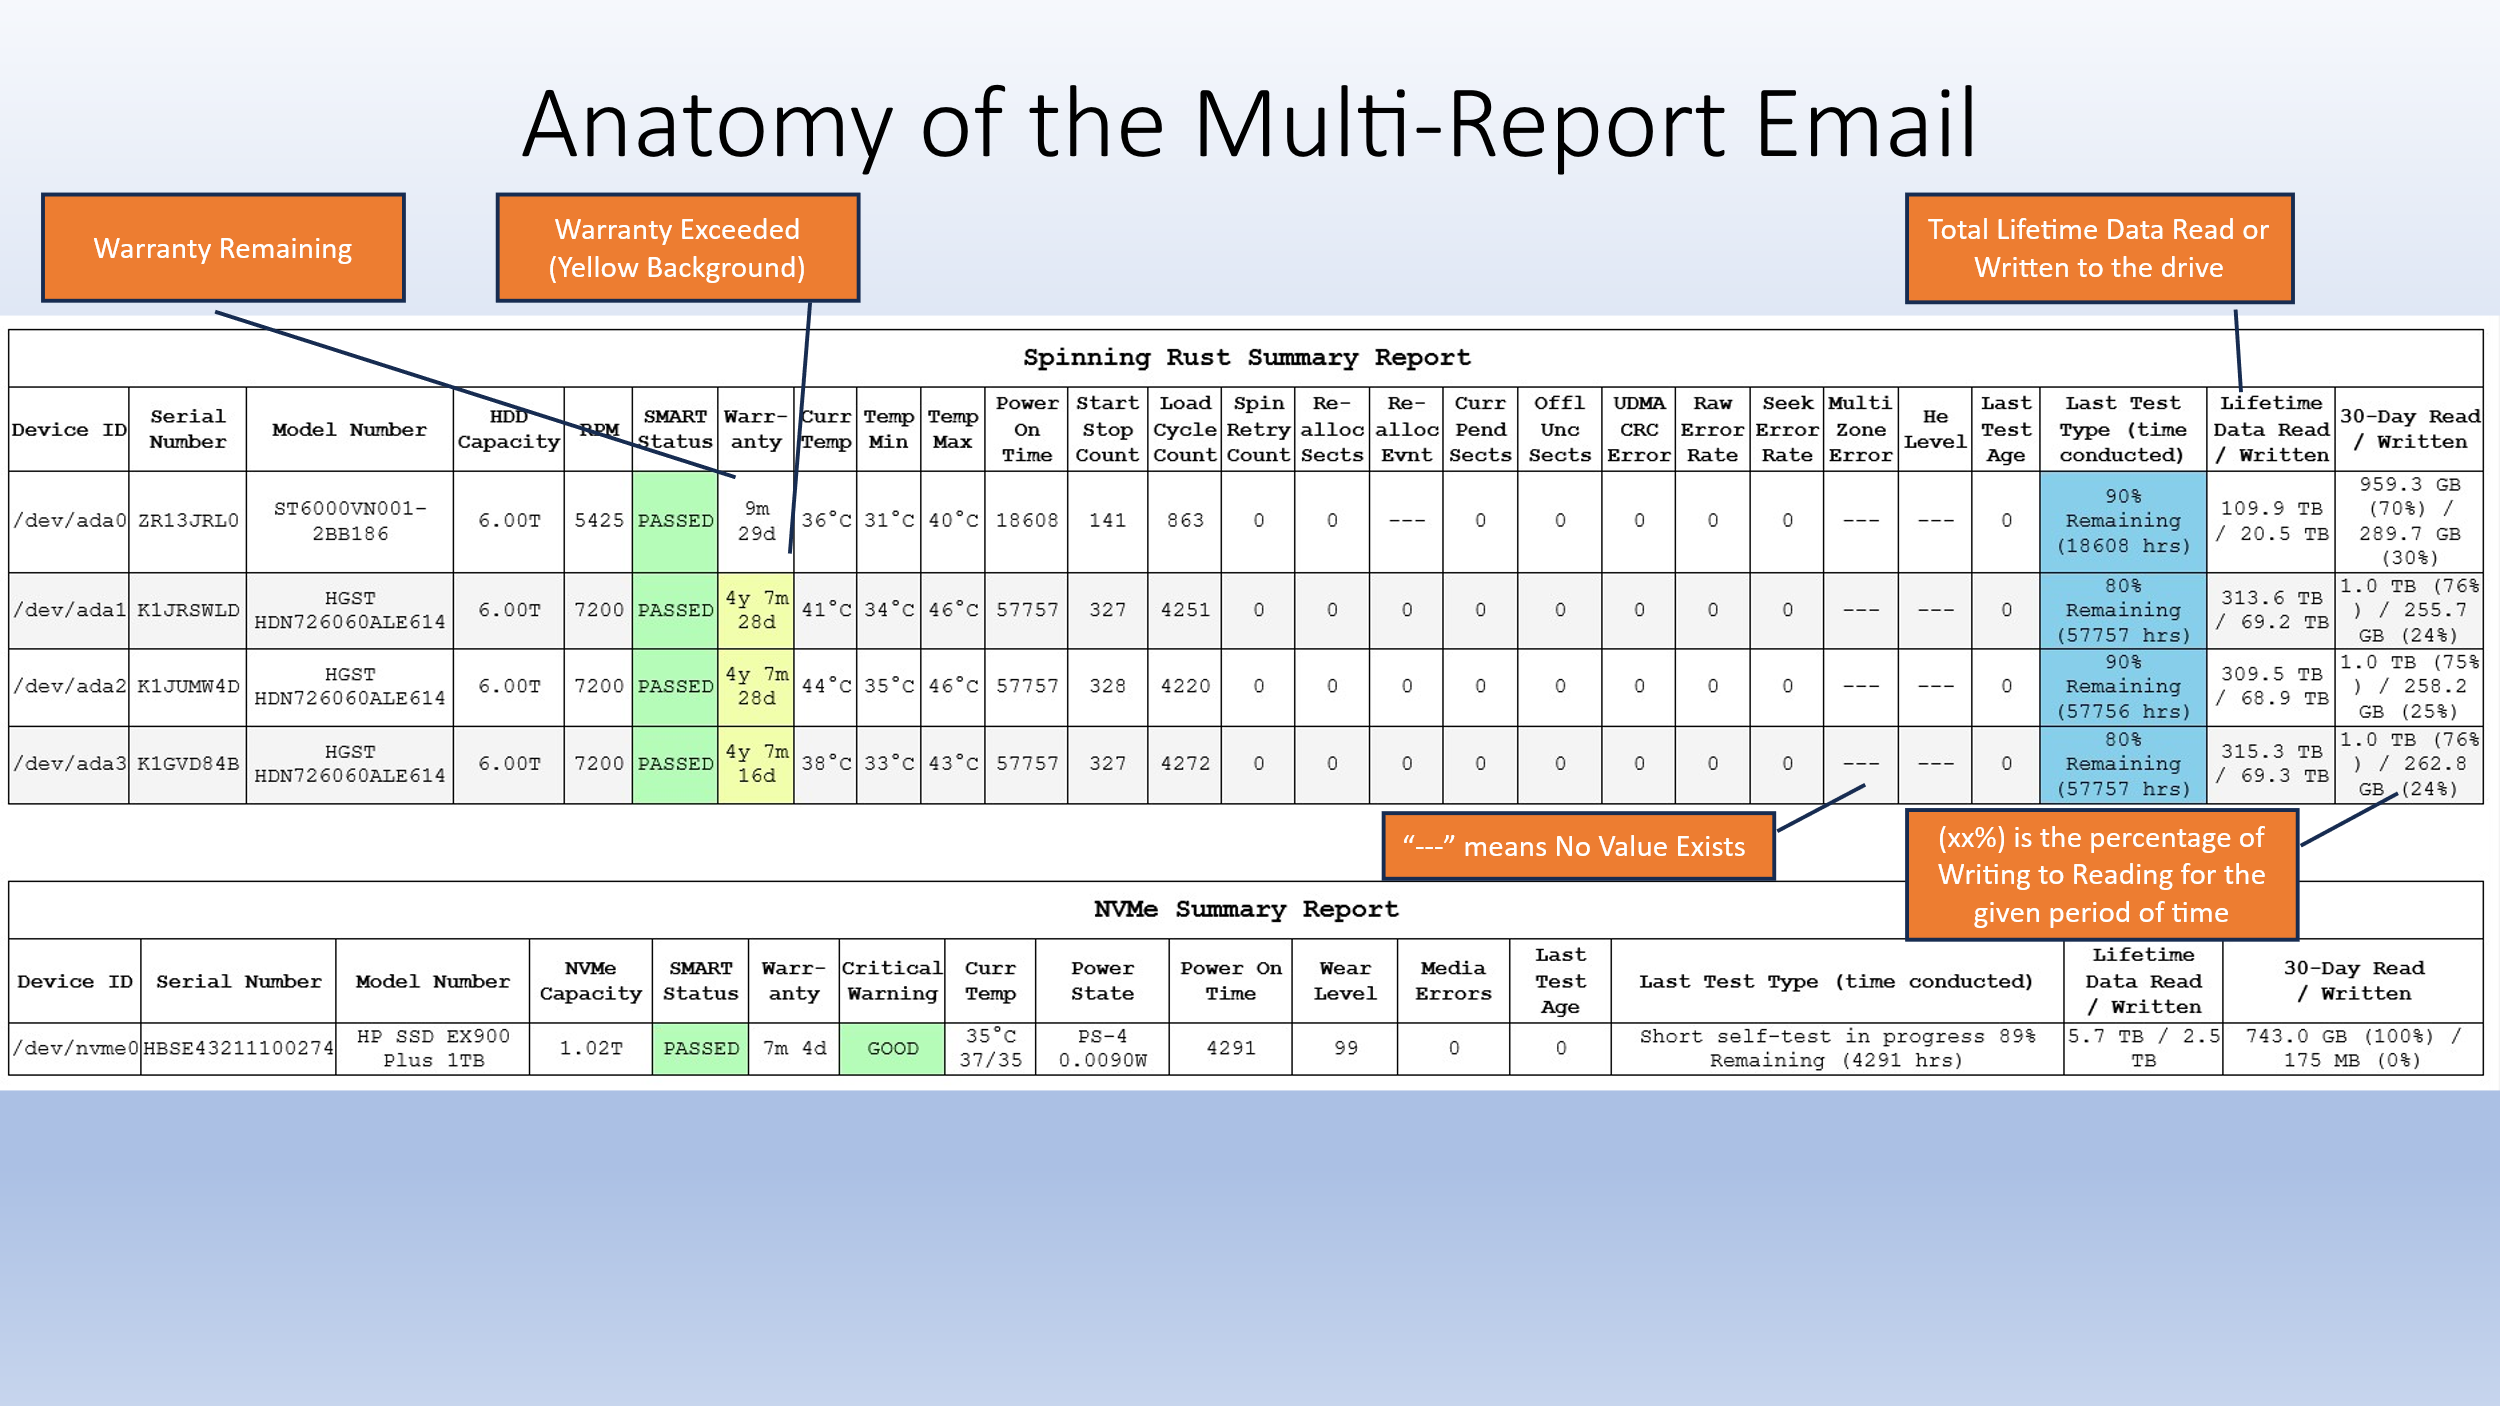 Anatomy of the Multi-Report Email
Warranty Remaining
Warranty Exceeded
(Yellow Background)
Total Lifetime Data Read or
Written to the drive
Spinning Rust Summary Report
Device ID
Serial
Number
Model Number
HDD
Capacity
RPM
SMART
Status
Warr-
anty
Curr
Temp
Temp
Min
Temp
Max
Power
On
Time
Start
Stop
Count
Load
Cycle
Count
Spin
Retry
Count
Re-
alloc
Sects
Re-
alloc
Evnt
Curr
Pend
Sects
Offl
Unc
Sects
UDMA
CRC
Error
Raw
Error
Rate
Seek
Error
Rate
Multi
Zone
Error
He
Level
Last
Test
Age
Last Test
Type (time
conducted)
Lifetime
Data Read
/ Written
30-Day Read
/ Written
/dev/ada0
ZR13JRL0
ST6000VN001-
2BB186
6.00T
5425
PASSED
9m
29d
36°C
31°C
40°C
18608
141
863
0
0
---
0
0
0
0
0
---
---
0
90%
Remaining
(18608 hrs)
109.9 TB
/ 20.5 TB
959.3 GB
(70%) /
289.7 GB
(30%)
/dev/ada1
K1JRSWLD
HGST
HDN726060ALE614
6.00T
7200
PASSED
4y 7m
28d
41°C
34°C
46°C
57757
327
4251
0
0
0
0
0
0
0
0
---
---
0
80%
Remaining
(57757 hrs)
313.6 TB
/ 69.2 TB
1.0 TB (76%
) / 255.7
GB (24%)
/dev/ada2
K1JUMW4D
HGST
HDN726060ALE614
6.00T
7200
PASSED
4y 7m
28d
44°C
35°C
46°C
57757
328
4220
0
0
0
0
0
0
0
0
---
---
0
90%
Remaining
(57756 hrs)
309.5 TB
/ 68.9 TB
1.0 TB (75%
) / 258.2
GB (25%)
/dev/ada3
K1GVD84B
HGST
HDN726060ALE614
6.00T
7200
PASSED
4y 7m
16d
38°C
33°C
43°C
57757
327
4272
0
0
0
0
0
0
0
0
---
---
0
80%
Remaining
(57757 hrs)
315.3 TB
/ 69.3 TB
1.0 TB (76%
) / 262.8
GB (24%)
“---” means No Value Exists
(xx%) is the percentage of
Writing to Reading for the
given period of time
NVMe Summary Report
Device ID
Serial Number
Model Number
NVMe
Capacity
SMART
Status
Warr-
anty
Critical
Warning
Curr
Temp
Power
State
Power On
Time
Wear
Level
Media
Errors
Last
Test
Age
Last Test Type (time conducted)
Lifetime
Data Read
/ Written
30-Day Read
/ Written
/dev/nvme0
HBSE43211100274
HP SSD EX900
Plus 1TB
1.02T
PASSED
7m 4d
GOOD
35°C
37/35
PS-4
0.0090W
4291
99
0
0
Short self-test in progress 89%
Remaining (4291 hrs)
5.7 TB / 2.5
TB
743.0 GB (100%) /
175 MB (0%)